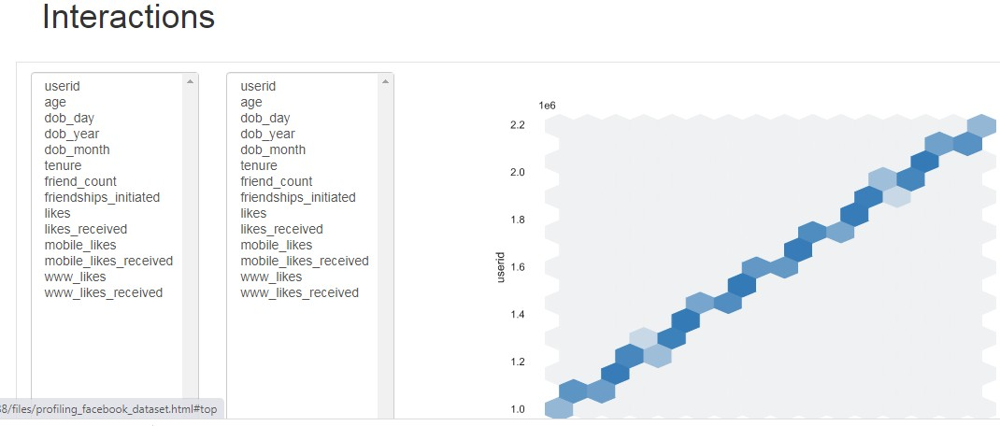 Interactions
userid
age
dob_day
dob_year
dob_month
tenure
friend_count
friendships_initiated
likes
likes_received
mobile_likes
mobile_likes_received
www_likes
www_likes_received
userid
age
dob_day
dob_year
dob_month
tenure
friend_count
friendships_initiated
likes
likes_received
mobile_likes
mobile_likes_received
www_likes
www_likes_received
1e6
2.2
2.0
1.8
userid
1.6
1.4
1.2
1.0
88/files/profiling_facebook_dataset.html#top